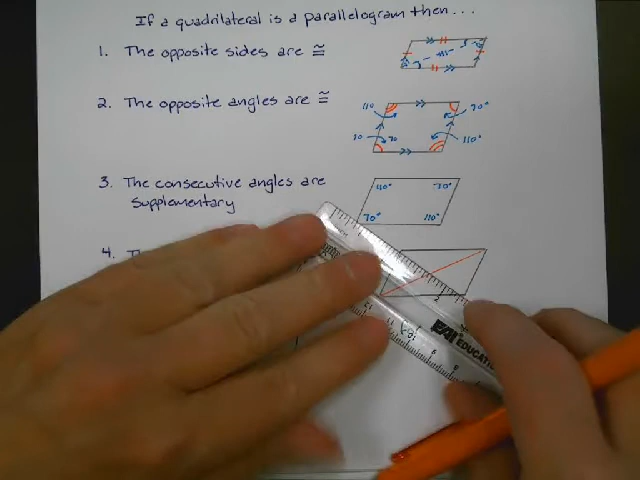 If a quadrilateral is a parallelogram then...
1. The opposite sides are ≅
2. The opposite angles are ≅
110
70°
70
110°
3. The consecutive angles are
supplementary
110°
70°
70°
110°
4.
EAI EDUCATION